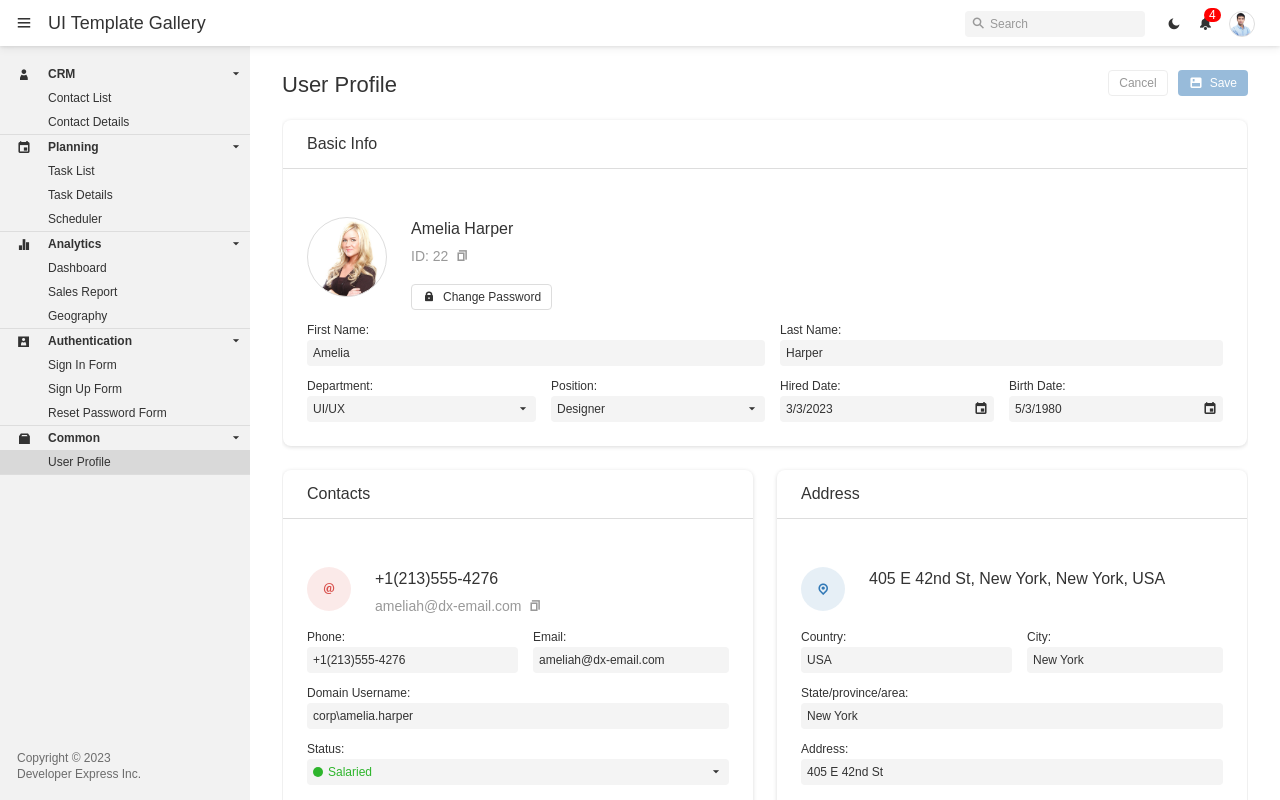 UI Template Gallery
Search
4
CRM
Contact List
Contact Details
Planning
Task List
Task Details
Scheduler
Analytics
Dashboard
Sales Report
Geography
Authentication
Sign In Form
Sign Up Form
Reset Password Form
Common
User Profile
Copyright © 2023
Developer Express Inc.
User Profile
Cancel
Save
Basic Info
Amelia Harper
ID: 22
Change Password
First Name:
Last Name:
Amelia
Harper
Department:
Position:
Hired Date:
Birth Date:
UI/UX
Designer
3/3/2023
5/3/1980
Contacts
@
+1(213)555-4276
ameliah@dx-email.com
Phone:
Email:
+1(213)555-4276
ameliah@dx-email.com
Domain Username:
corp\amelia.harper
Status:
Salaried
Address
405 E 42nd St, New York, New York, USA
Country:
City:
USA
New York
State/province/area:
New York
Address:
405 E 42nd St